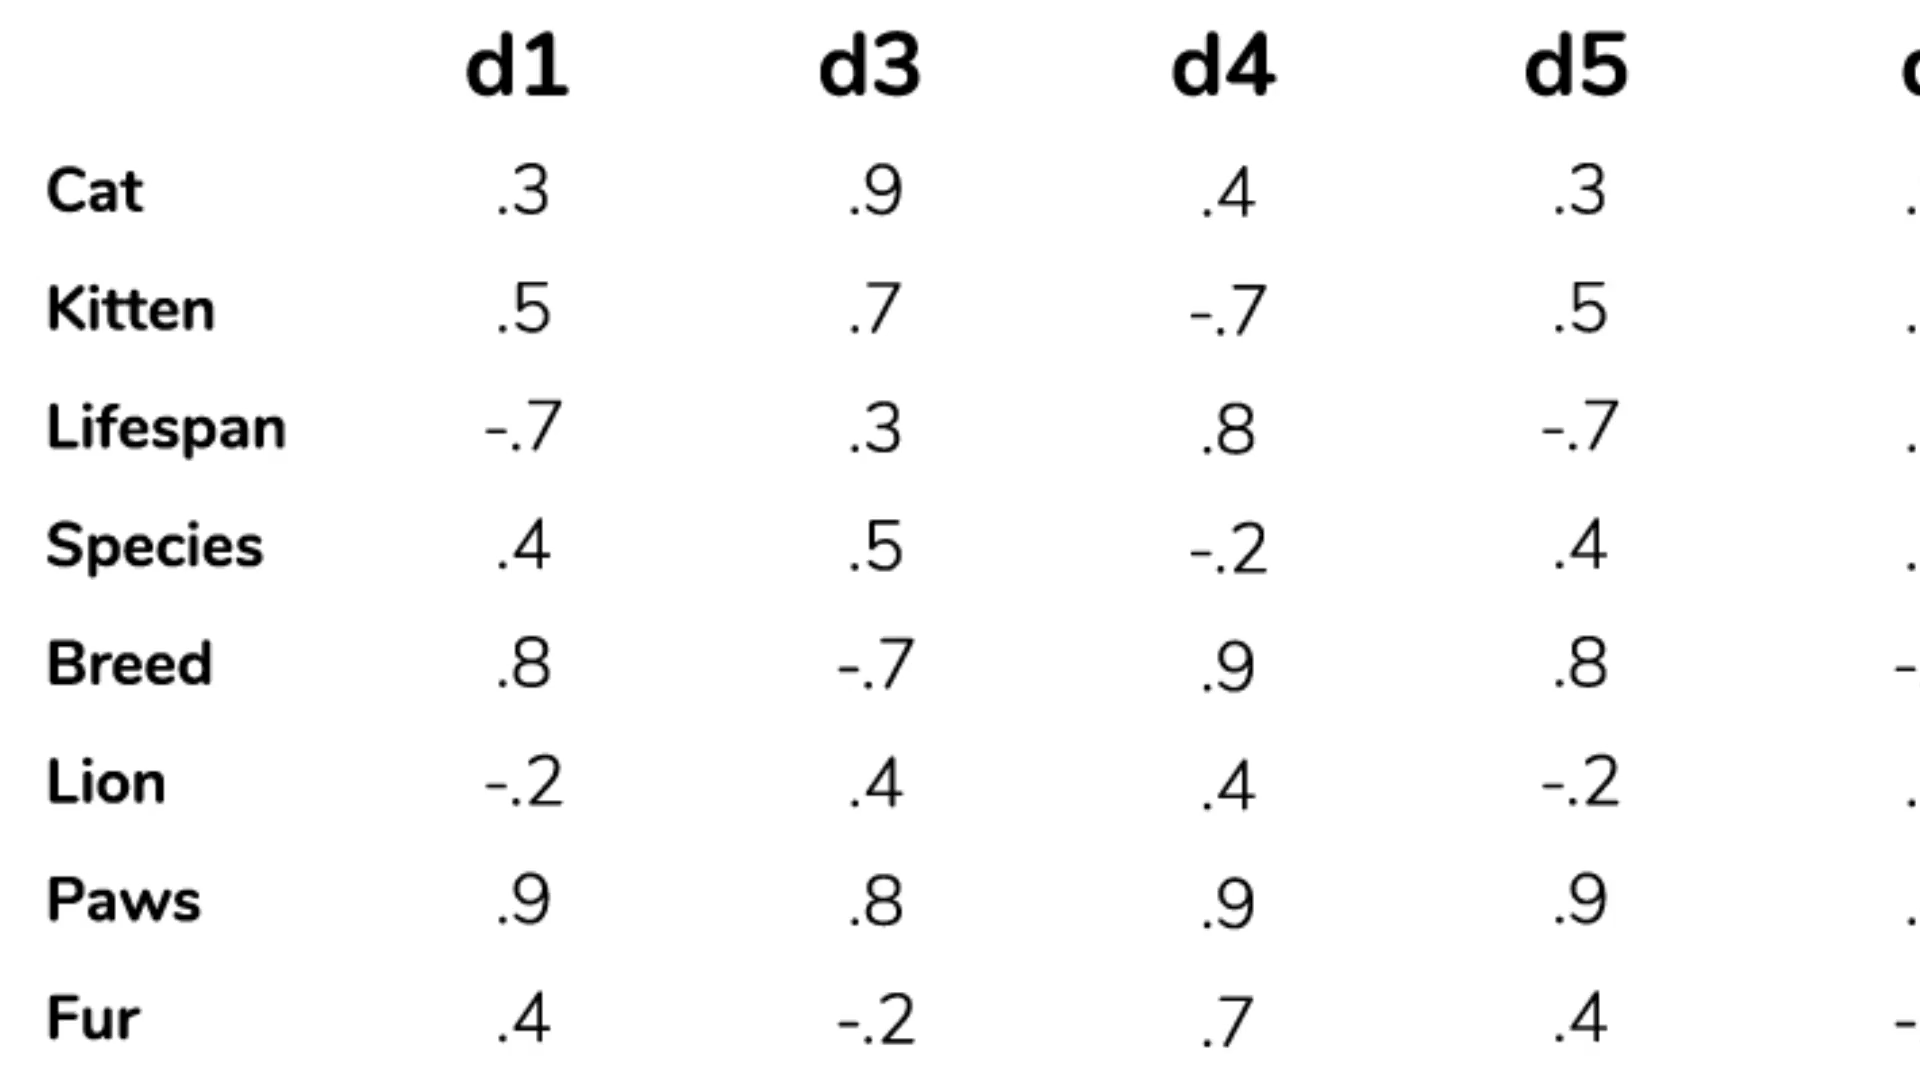 d1 d3 d4 d5
Cat .3 .9 .4 .3
Kitten .5 .7 -.7 .5
Lifespan -.7 .3 .8 -.7
Species .4 .5 -.2 .4
Breed .8 -.7 .9 .8
Lion -.2 .4 .4 -.2
Paws .9 .8 .9 .9
Fur .4 -.2 .7 .4